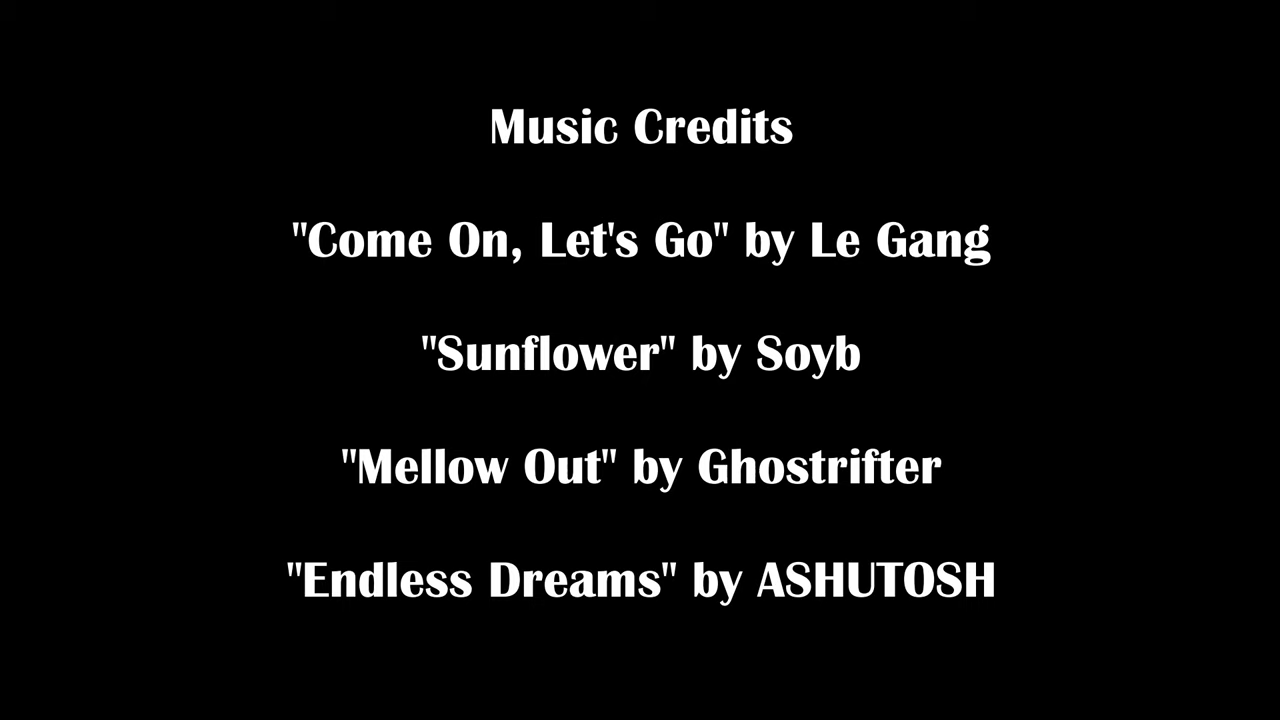 Music Credits
"Come On, Let's Go" by Le Gang
"Sunflower" by Soyb
"Mellow Out" by Ghostrifter
"Endless Dreams" by ASHUTOSH